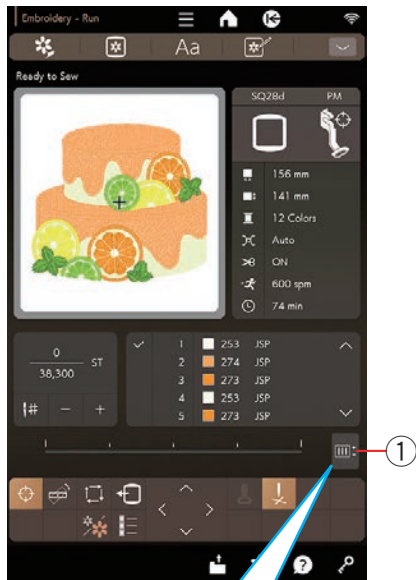 Embroidery - Run
Aa
Ready to Sew
SQ28d PM
156 mm
141 mm
12 Colors
Auto
ON
600 spm
74 min
0
38,300 ST
# - +
1 253 JSP
2 274 JSP
3 273 JSP
4 253 JSP
5 273 JSP
1
?